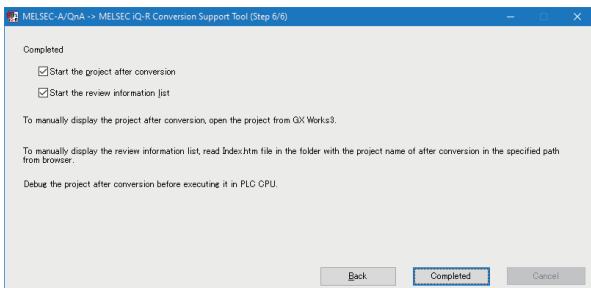 MELSEC-A/QnA -> MELSEC iQ-R Conversion Support Tool (Step 6/6)
Completed
Start the project after conversion
Start the review information list
To manually display the project after conversion, open the project from GX Works3.
To manually display the review information list, read Index.htm file in the folder with the project name of after conversion in the specified path
from browser.
Debug the project after conversion before executing it in PLC CPU.
Back Completed Cancel